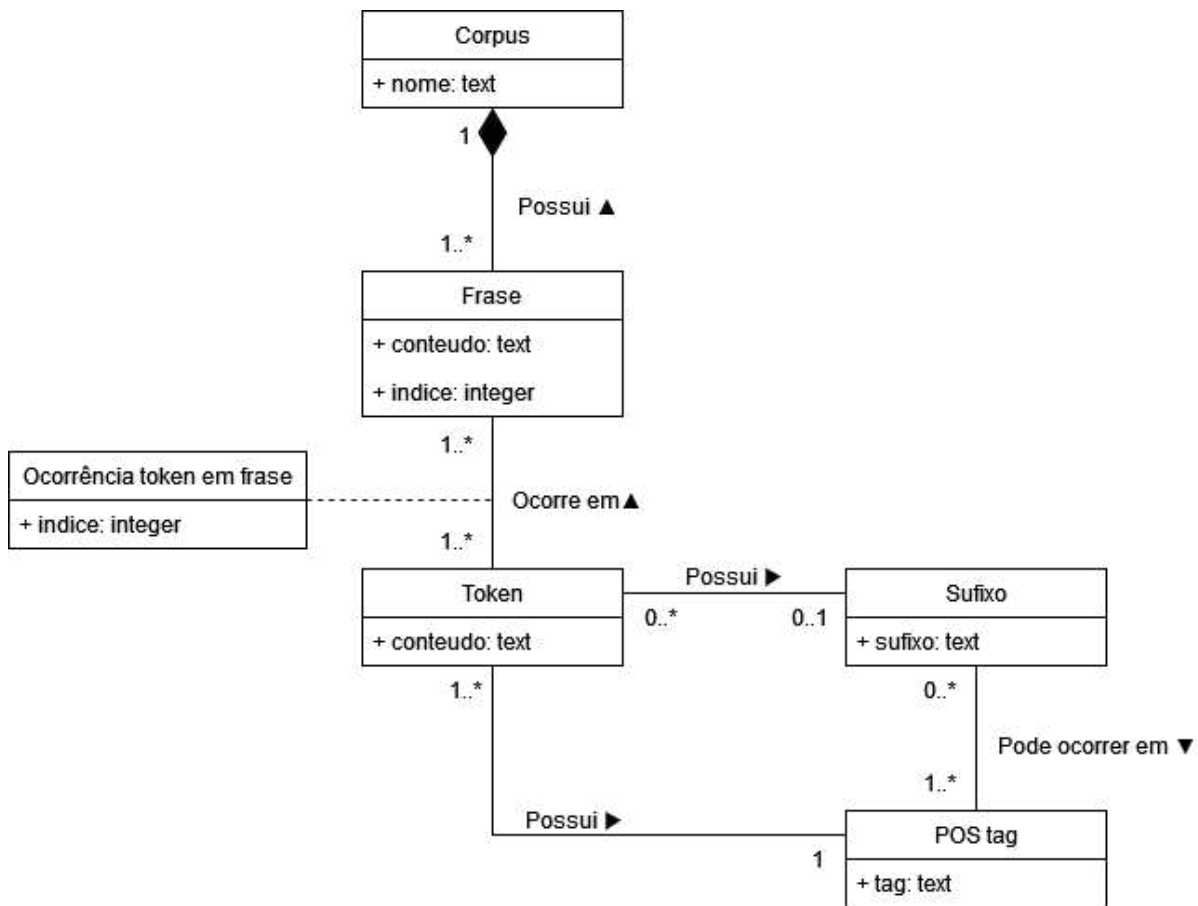 Corpus
+ nome: text
1
Possui ▲
1..*
Frase
+ conteudo: text
+ indice: integer
1..*
Ocorrência token em frase
+ indice: integer
Ocorre em ▲
1..*
Token
+ conteudo: text
Possui ▶
0..*
0..1
Sufixo
+ sufixo: text
1..*
0..*
Pode ocorrer em ▼
1..*
Possui ▶
1
POS tag
+ tag: text